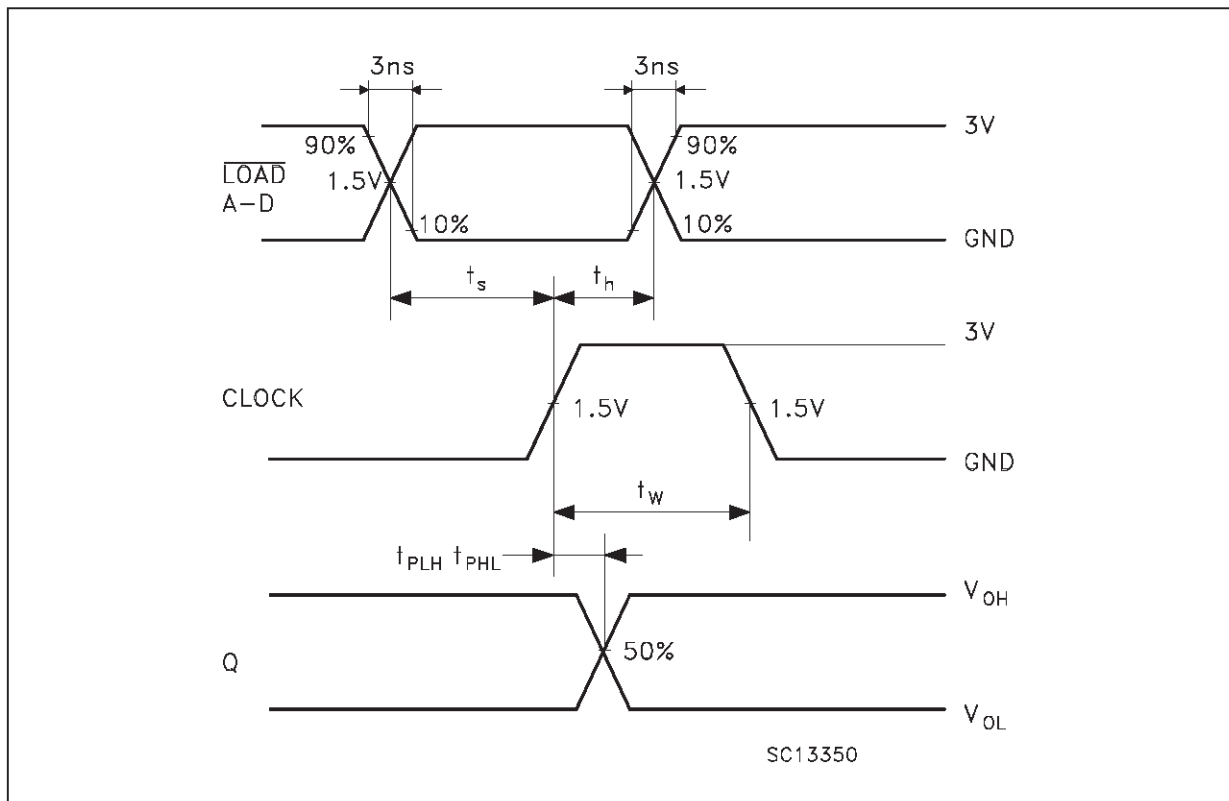 3ns 3ns
3V
90% 90%
LOAD 1.5V 1.5V
A-D
10% 10%
GND
ts th
3V
CLOCK 1.5V 1.5V
GND
tW
tPLH tPHL
VOH
Q 50%
VOL
SC13350